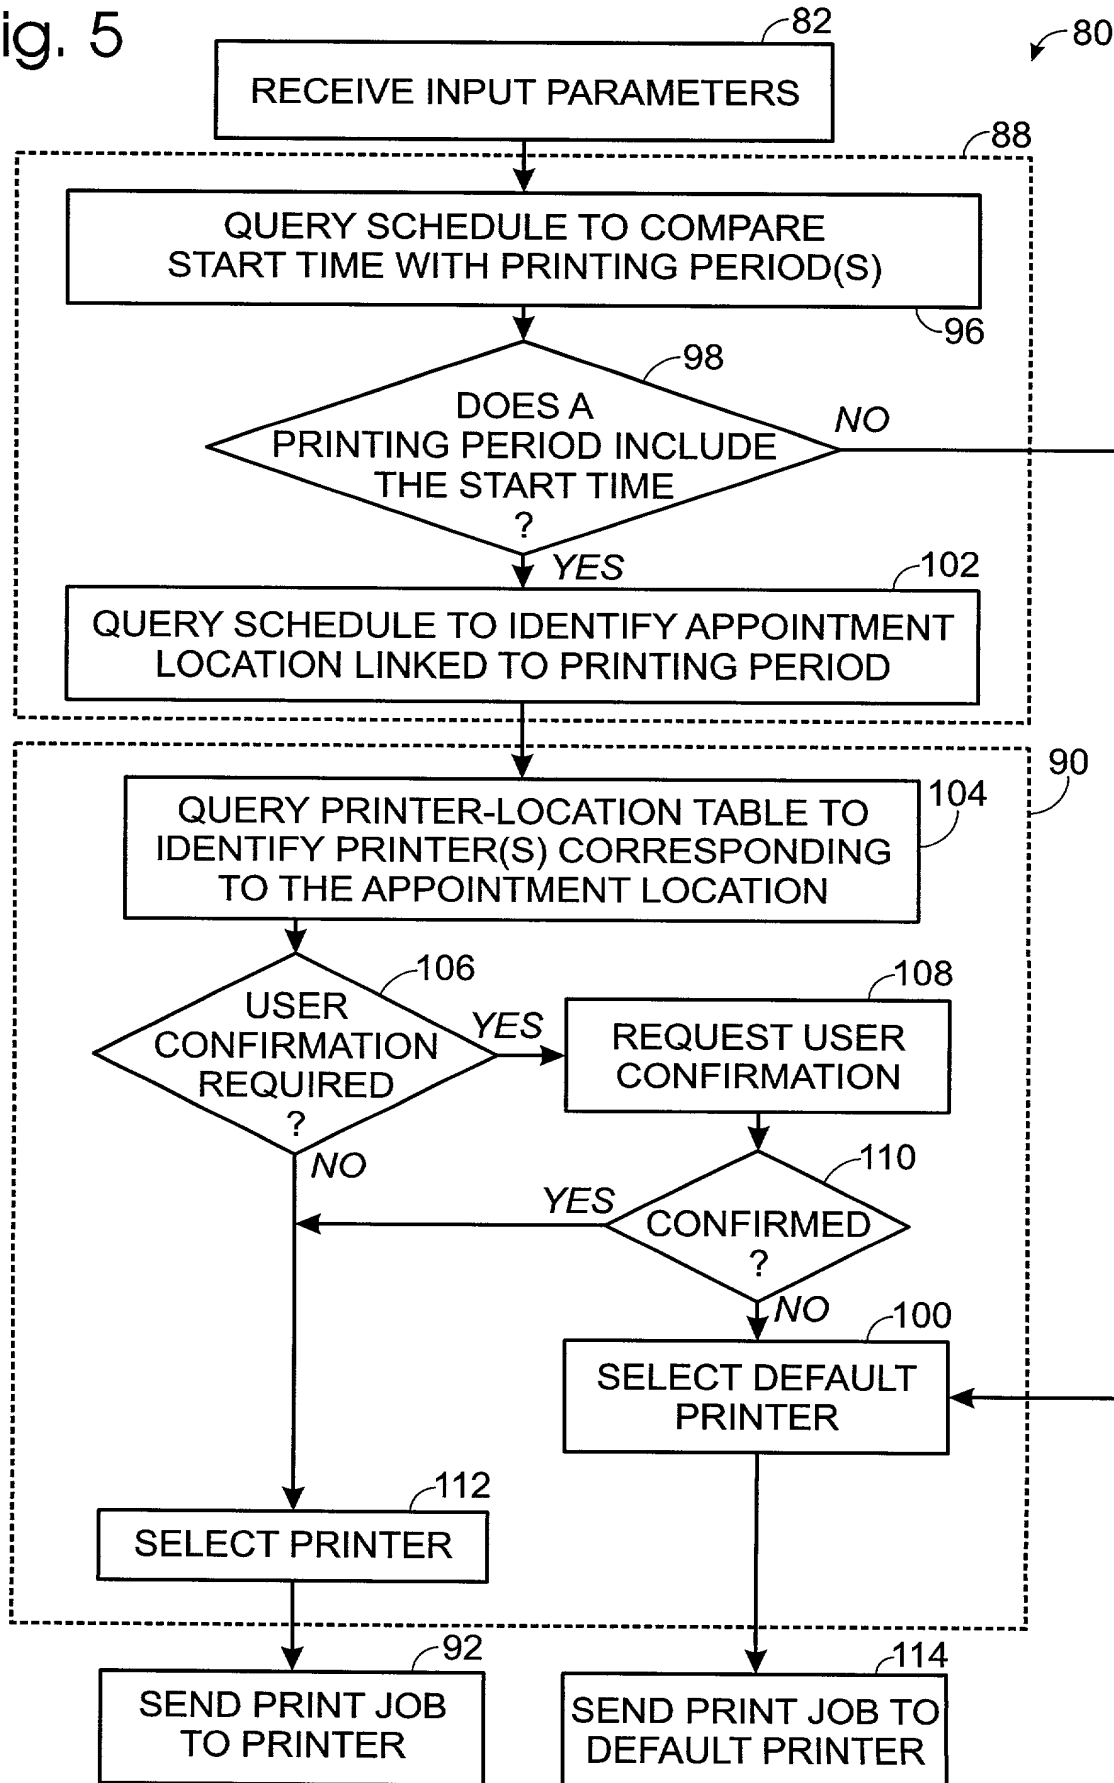 ig. 5
82
80
RECEIVE INPUT PARAMETERS
88
QUERY SCHEDULE TO COMPARE
START TIME WITH PRINTING PERIOD(S)
96
98
DOES A
PRINTING PERIOD INCLUDE
THE START TIME
?
NO
YES
102
QUERY SCHEDULE TO IDENTIFY APPOINTMENT
LOCATION LINKED TO PRINTING PERIOD
90
104
QUERY PRINTER-LOCATION TABLE TO
IDENTIFY PRINTER(S) CORRESPONDING
TO THE APPOINTMENT LOCATION
106
USER
CONFIRMATION
REQUIRED
?
YES
108
REQUEST USER
CONFIRMATION
NO
110
YES
CONFIRMED
?
NO
100
SELECT DEFAULT
PRINTER
112
SELECT PRINTER
92
SEND PRINT JOB
TO PRINTER
114
SEND PRINT JOB TO
DEFAULT PRINTER